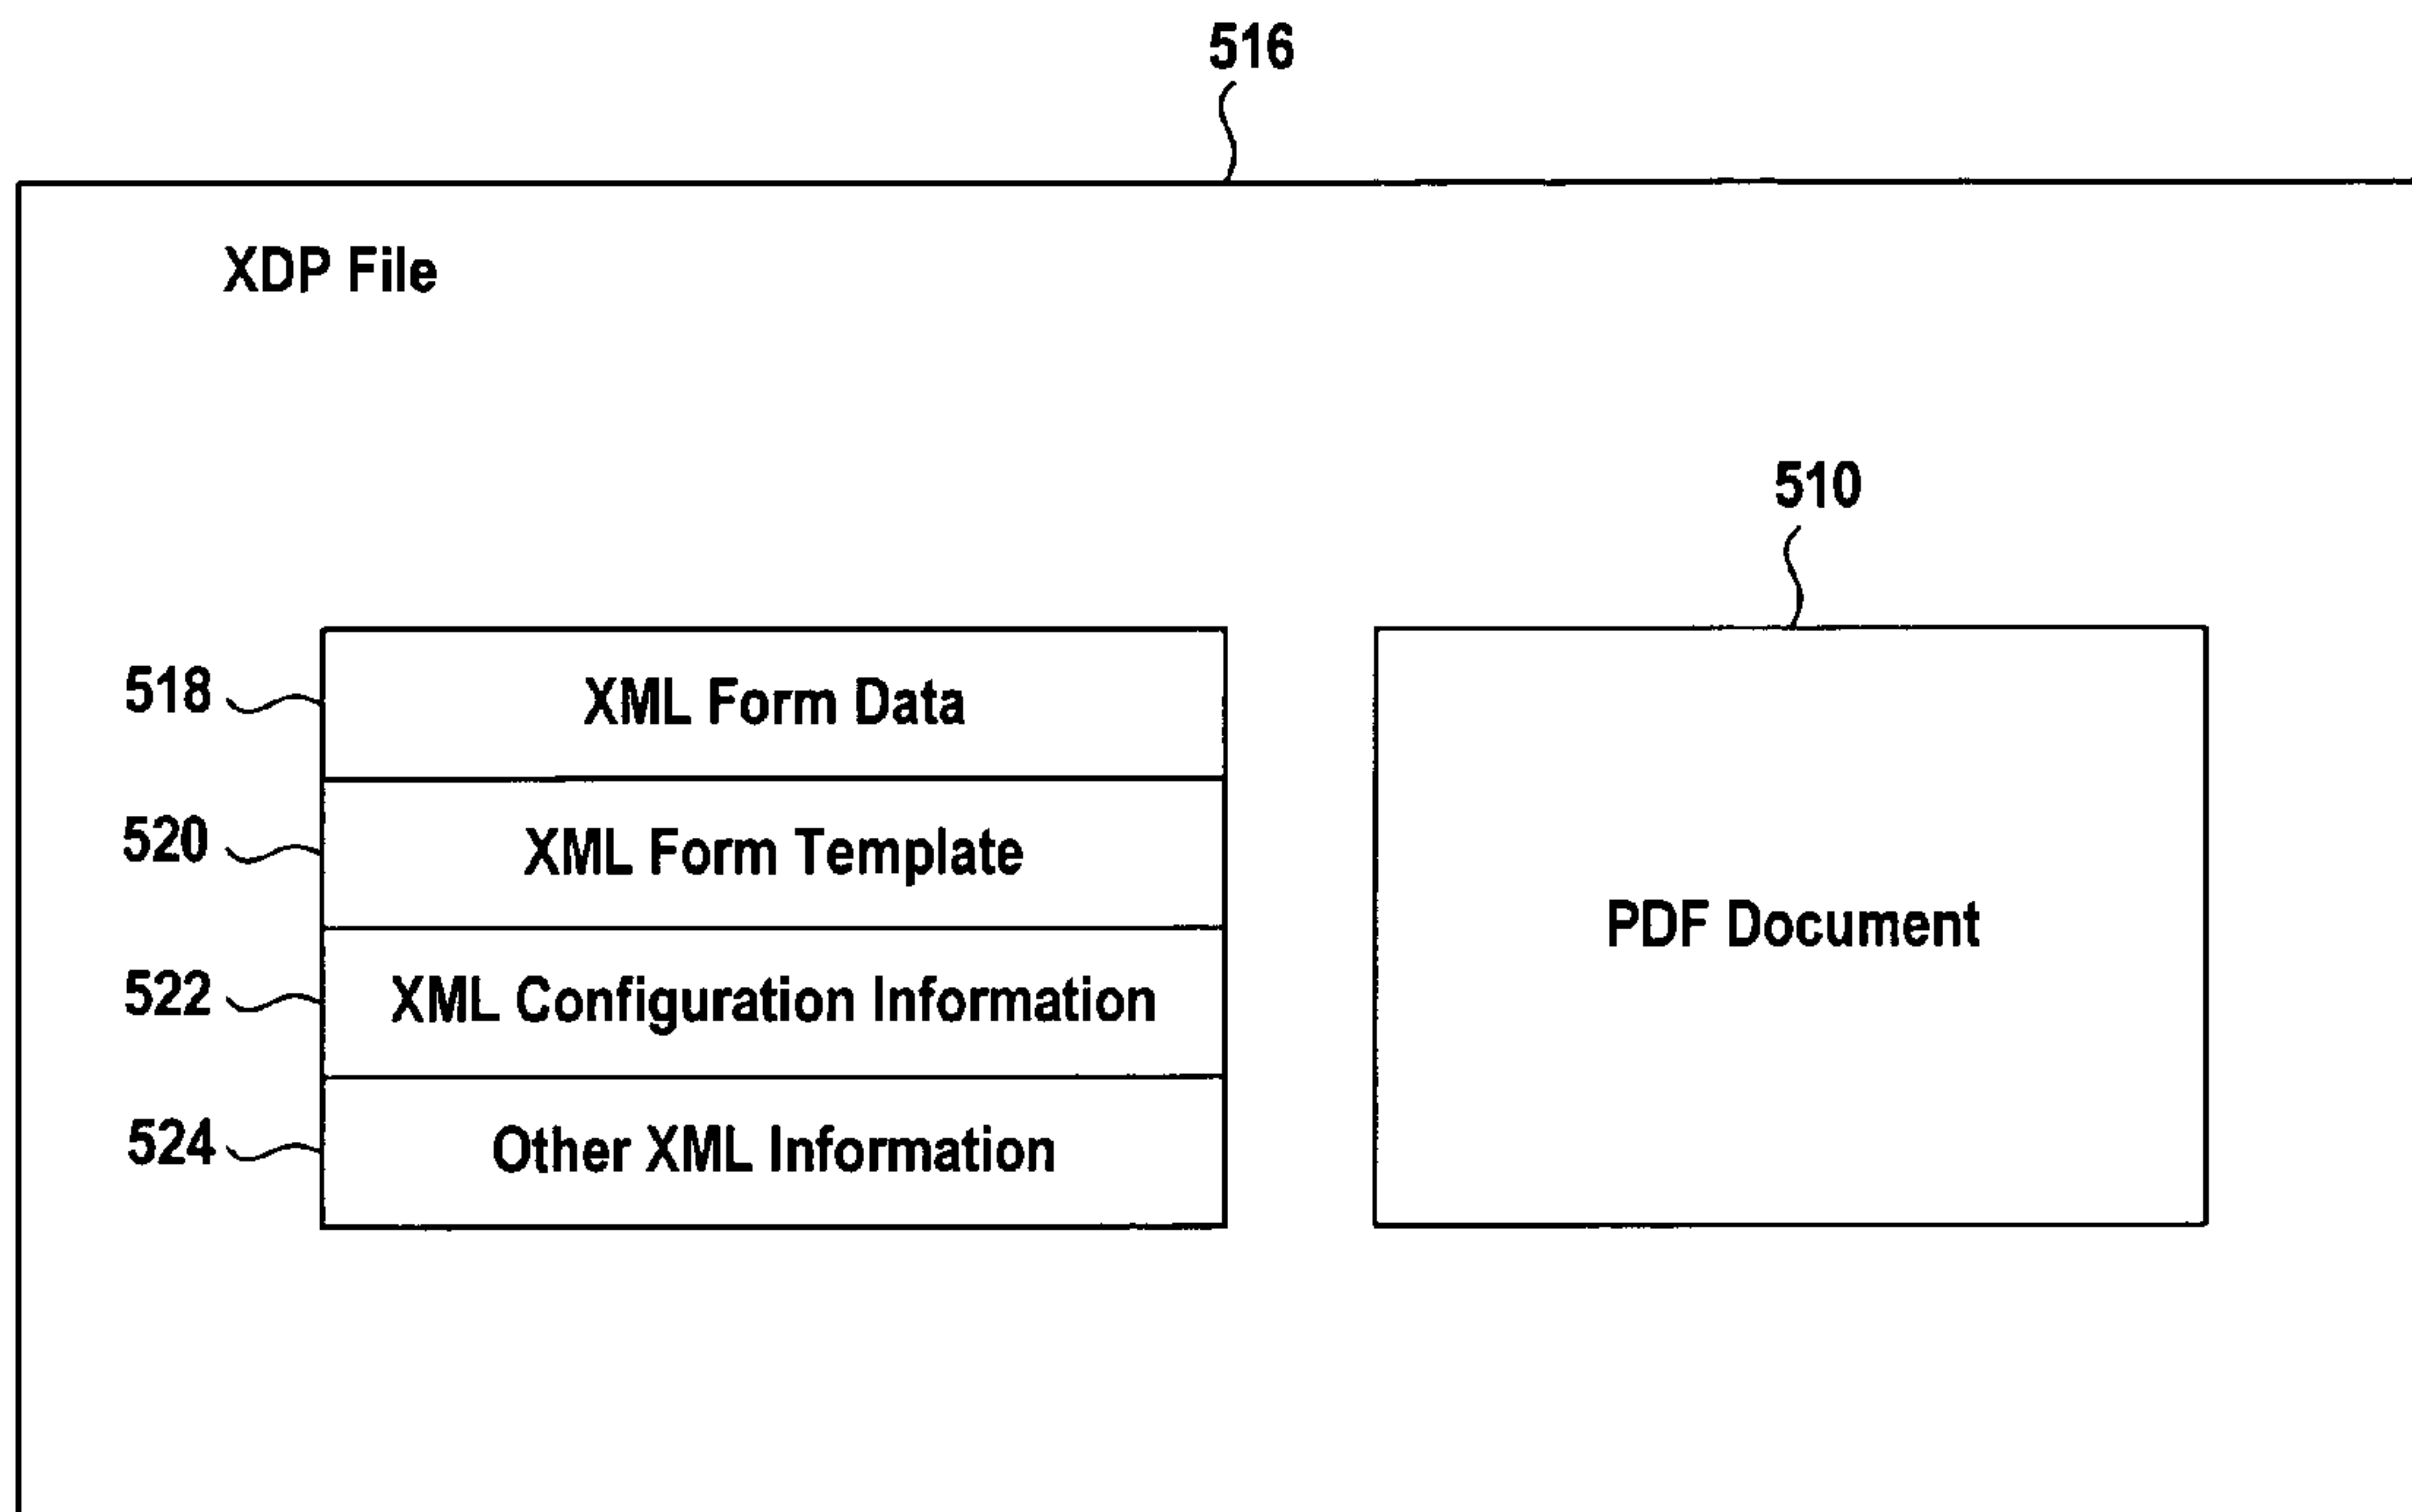 516
XDP File
510
518 XML Form Data
520 XML Form Template
PDF Document
522 XML Configuration Information
524 Other XML Information